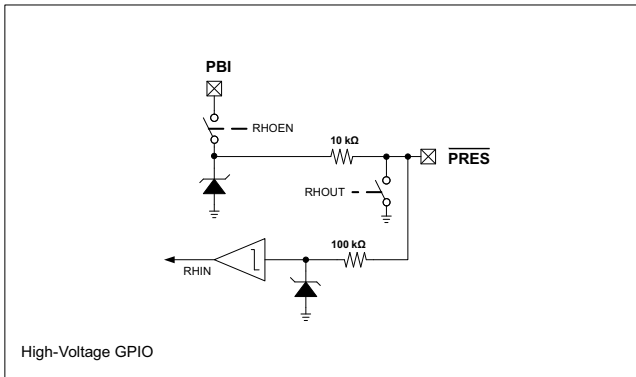 PBI
RHOEN
10 kΩ
PRES
RHOUT
100 kΩ
RHIN
High-Voltage GPIO